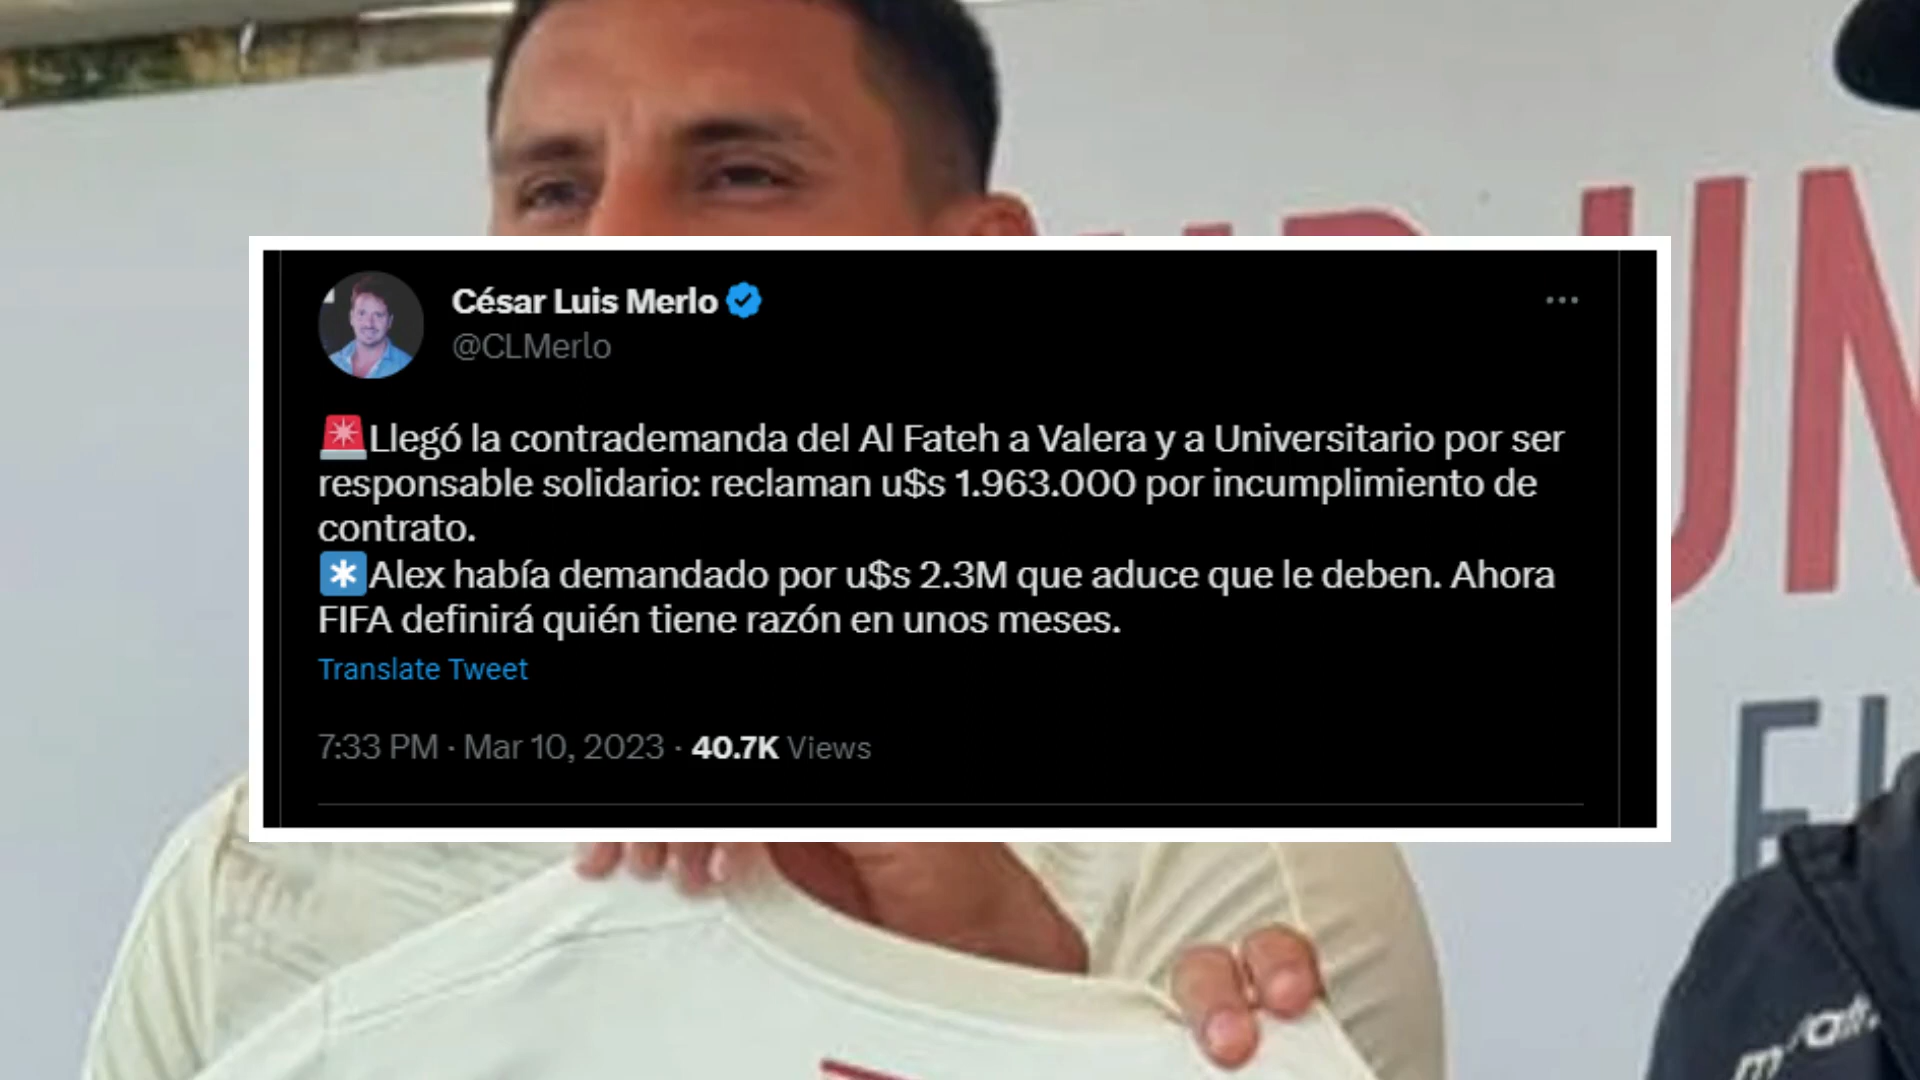 UN
César Luis Merlo
@CLMerlo
🚨Llegó la contrademanda del Al Fateh a Valera y a Universitario por ser
responsable solidario: reclaman u$s 1.963.000 por incumplimiento de
contrato.
*️⃣Alex había demandado por u$s 2.3M que aduce que le deben. Ahora
FIFA definirá quién tiene razón en unos meses.
Translate Tweet
7:33 PM · Mar 10, 2023 · 40.7K Views